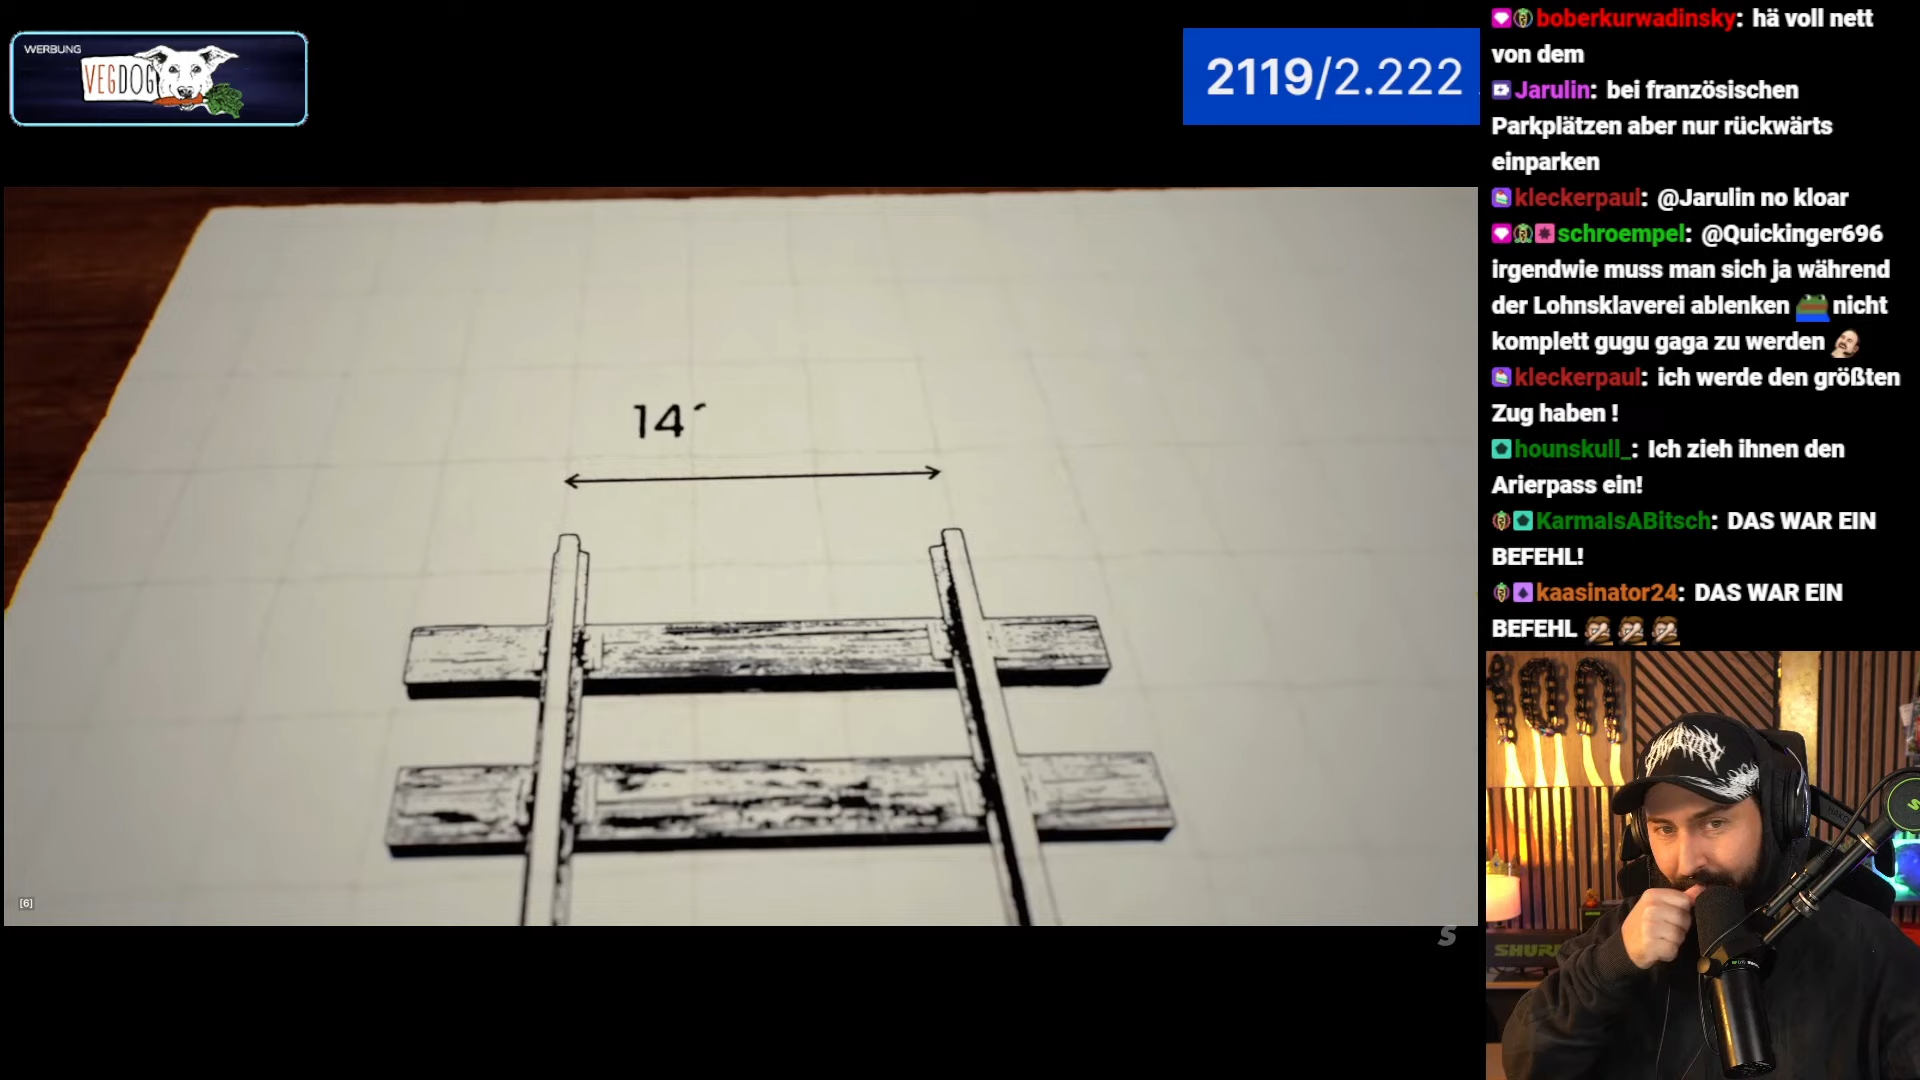 WERBUNG
VEGDOG
2119/2.222
14´
[6]
S
boberkurwadinsky: hä voll nett
von dem
Jarulin: bei französischen
Parkplätzen aber nur rückwärts
einparken
kleckerpaul: @Jarulin no kloar
schroempel: @Quickinger696
irgendwie muss man sich ja während
der Lohnsklaverei ablenken nicht
komplett gugu gaga zu werden
kleckerpaul: ich werde den größten
Zug haben !
hounskull_: Ich zieh ihnen den
Arierpass ein!
KarmaIsABitsch: DAS WAR EIN
BEFEHL!
kaasinator24: DAS WAR EIN
BEFEHL
SHURE